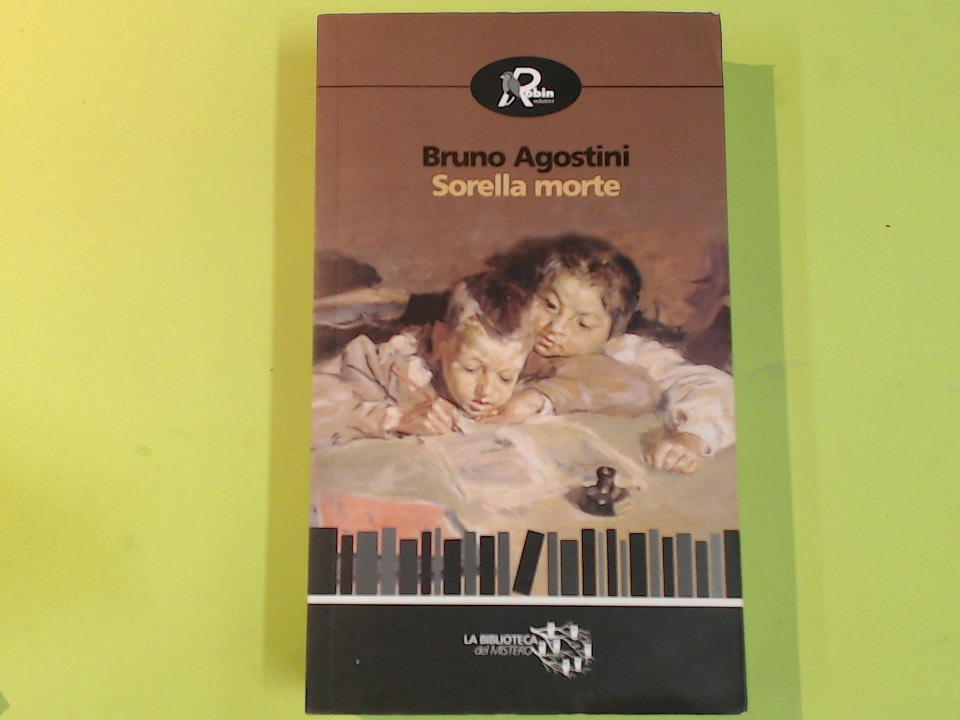 Robin
edizioni
Bruno Agostini
Sorella morte
LA BIBLIOTECA
del MISTERO